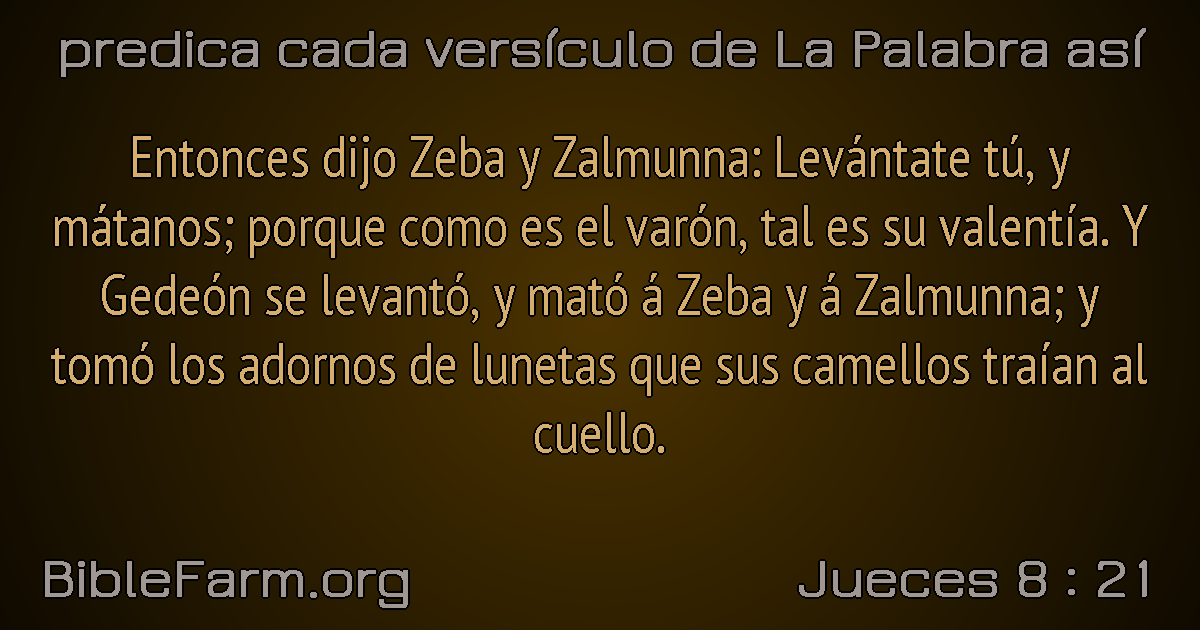 predica cada versículo de La Palabra así
Entonces dijo Zeba y Zalmunna: Levántate tú, y
mátanos; porque como es el varón, tal es su valentía. Y
Gedeón se levantó, y mató á Zeba y á Zalmunna; y
tomó los adornos de lunetas que sus camellos traían al
cuello.
BibleFarm.org
Jueces 8 : 21